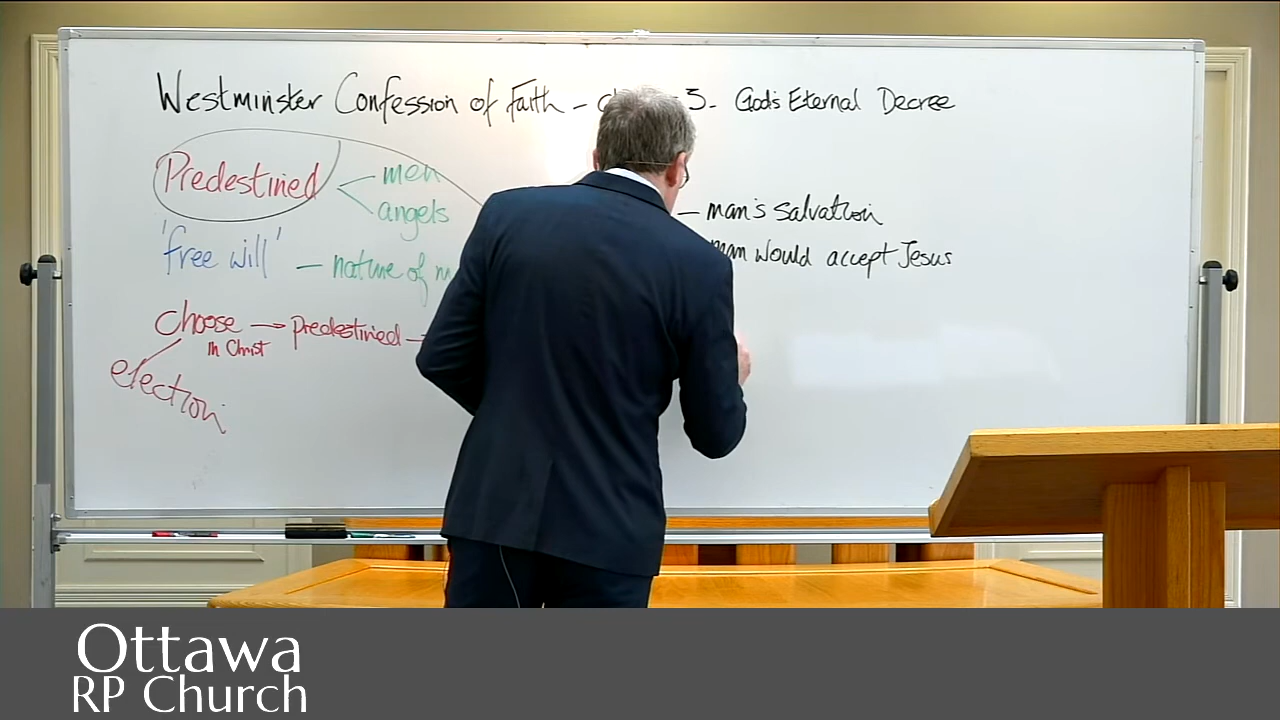 Westminster Confession of Faith - 3 - God's Eternal Decree
Predestined
men
angels
- man's salvation
man would accept Jesus
'free will' - nature of
choose → predestined →
in Christ
election
Ottawa
RP Church